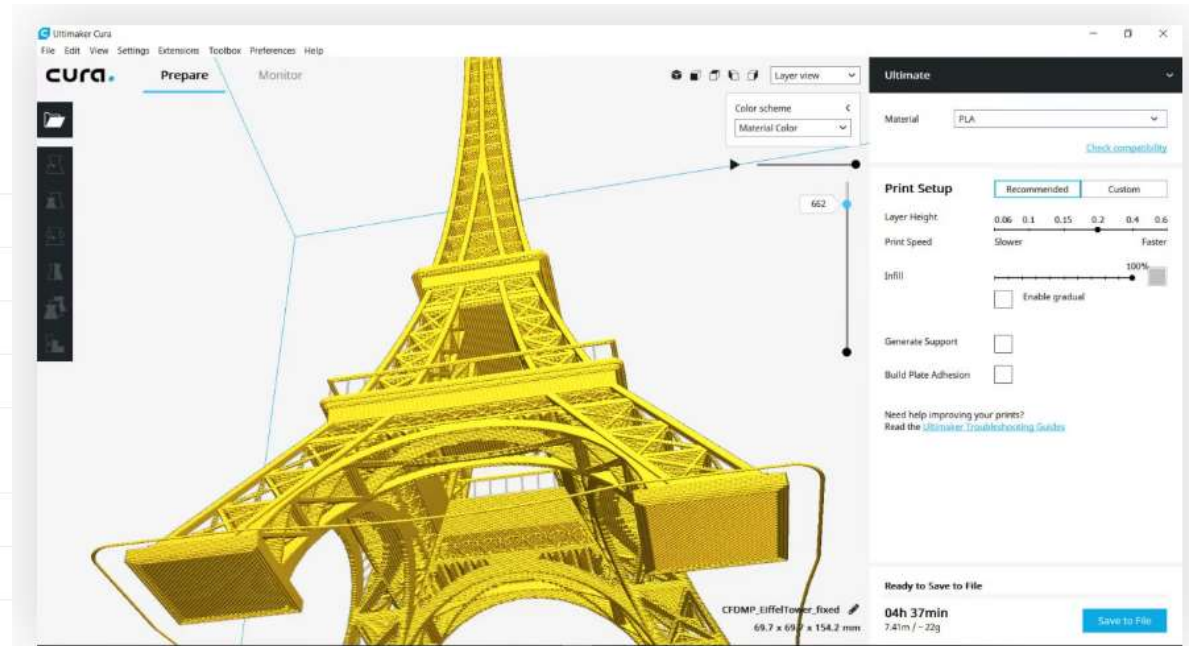 Ultimaker Cura
File Edit View Settings Extensions Toolbox Preferences Help
cura. Prepare Monitor
Layer view
Color scheme
Material Color
662
CFDMP_EiffelTower_fixed
69.7 x 69.7 x 154.2 mm
Ultimate
Material PLA
Check compatibility
Print Setup Recommended Custom
Layer Height 0.06 0.1 0.15 0.2 0.4 0.6
Print Speed Slower Faster
Infill 100%
Enable gradual
Generate Support
Build Plate Adhesion
Need help improving your prints?
Read the Ultimaker Troubleshooting Guides
Ready to Save to File
04h 37min
7.41m / ~ 22g
Save to File